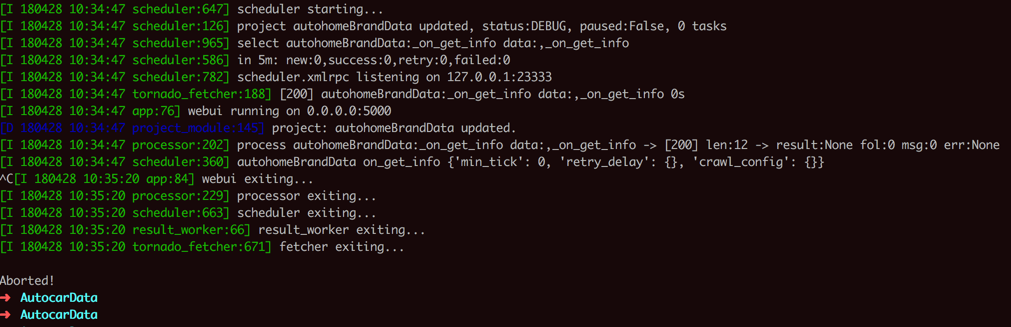 [I 180428 10:34:47 scheduler:647] scheduler starting...
[I 180428 10:34:47 scheduler:126] project autohomeBrandData updated, status:DEBUG, paused:False, 0 tasks
[I 180428 10:34:47 scheduler:965] select autohomeBrandData:_on_get_info data:,_on_get_info
[I 180428 10:34:47 scheduler:586] in 5m: new:0,success:0,retry:0,failed:0
[I 180428 10:34:47 scheduler:782] scheduler.xmlrpc listening on 127.0.0.1:23333
[I 180428 10:34:47 tornado_fetcher:188] [200] autohomeBrandData:_on_get_info data:,_on_get_info 0s
[I 180428 10:34:47 app:76] webui running on 0.0.0.0:5000
[D 180428 10:34:47 project_module:145] project: autohomeBrandData updated.
[I 180428 10:34:47 processor:202] process autohomeBrandData:_on_get_info data:,_on_get_info -> [200] len:12 -> result:None fol:0 msg:0 err:None
[I 180428 10:34:47 scheduler:360] autohomeBrandData on_get_info {'min_tick': 0, 'retry_delay': {}, 'crawl_config': {}}
^C[I 180428 10:35:20 app:84] webui exiting...
[I 180428 10:35:20 processor:229] processor exiting...
[I 180428 10:35:20 scheduler:663] scheduler exiting...
[I 180428 10:35:20 result_worker:66] result_worker exiting...
[I 180428 10:35:20 tornado_fetcher:671] fetcher exiting...
Aborted!
➜ AutocarData
➜ AutocarData